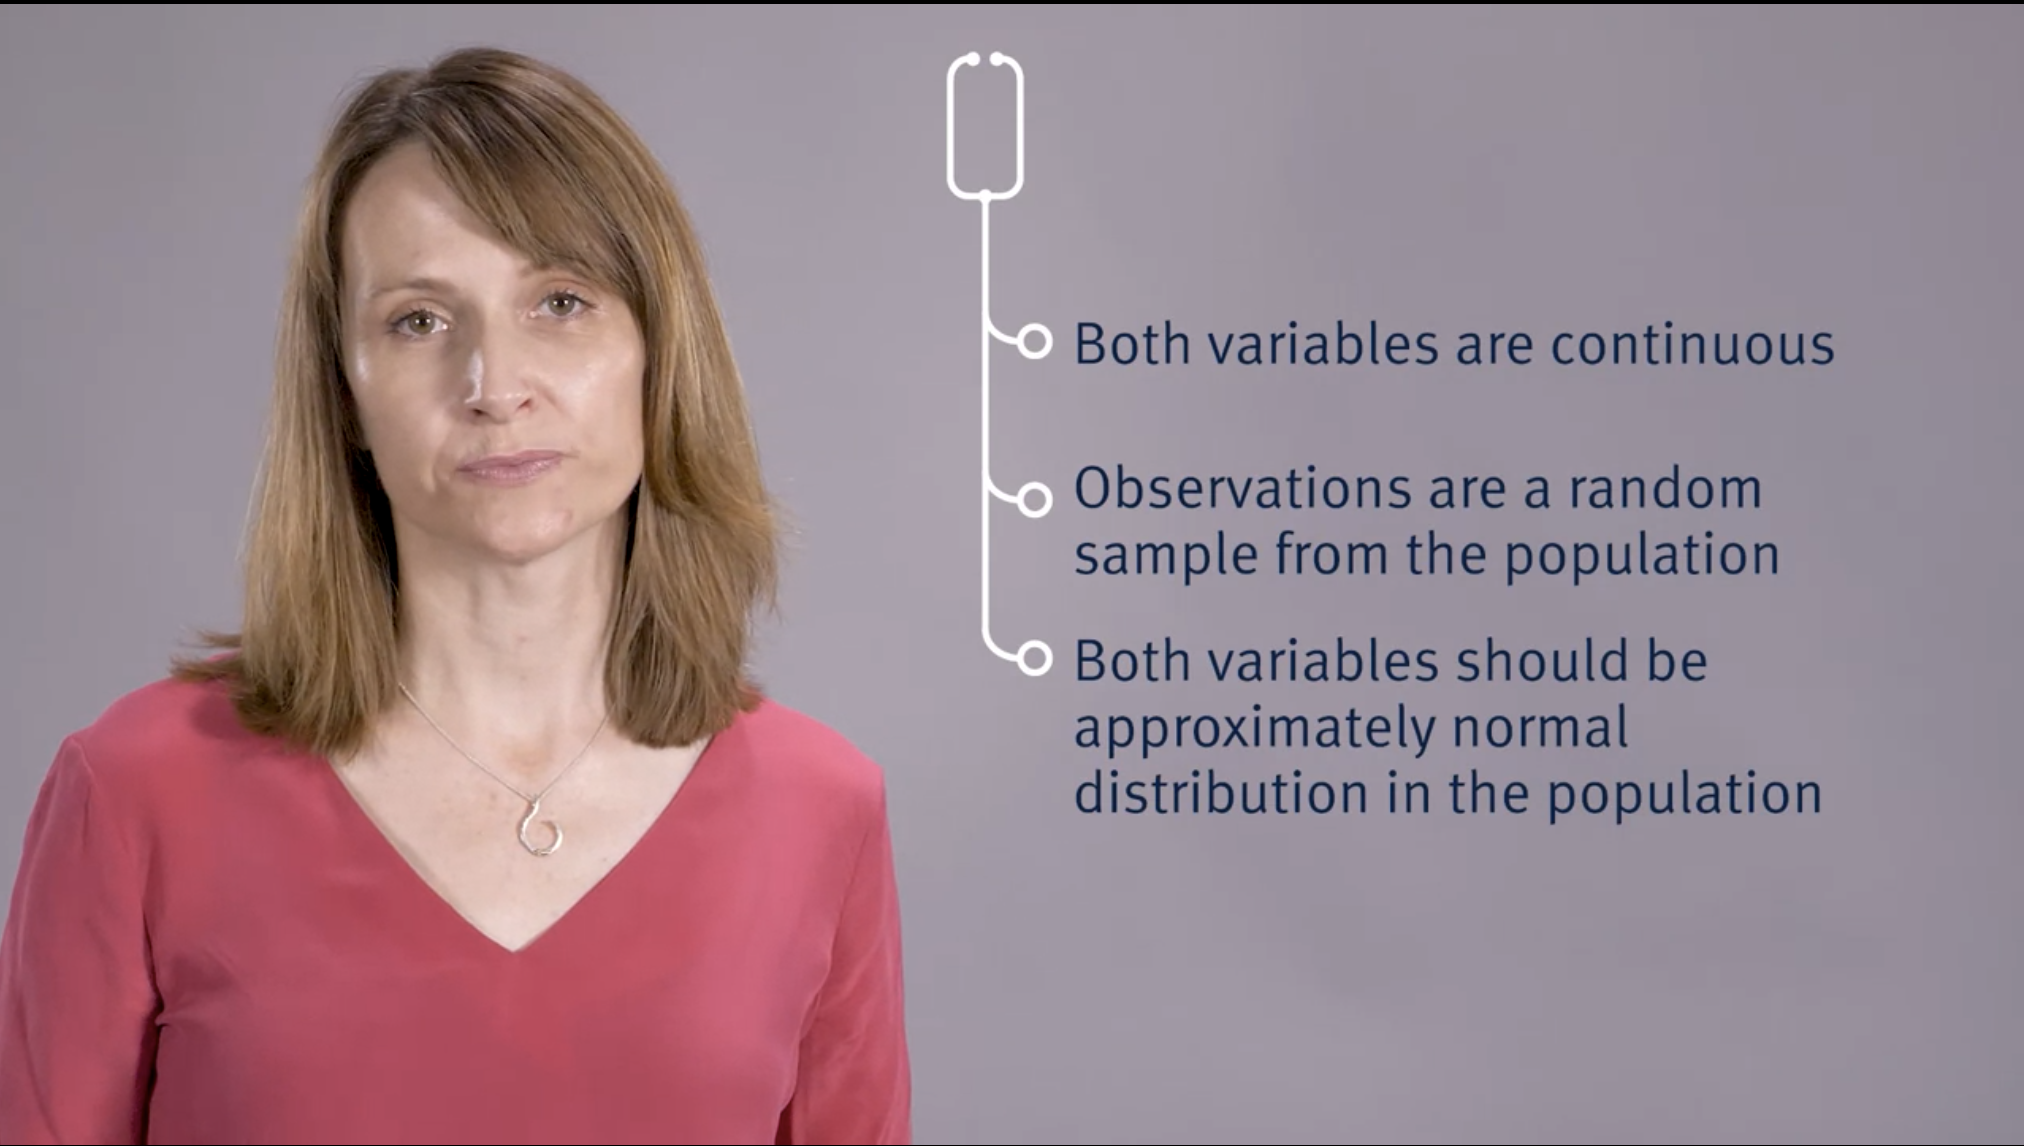 Both variables are continuous
Observations are a random
sample from the population
Both variables should be
approximately normal
distribution in the population